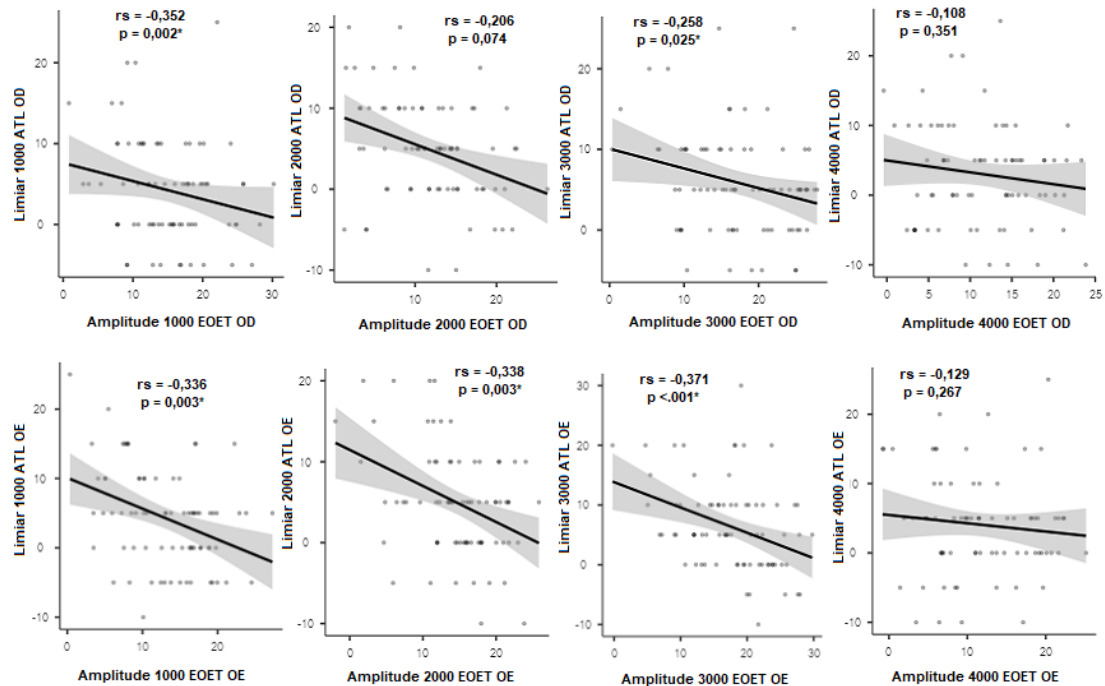 rs = -0,352
p = 0,002*
20
10
0
Limiar 1000 ATL OD
0 10 20 30
Amplitude 1000 EOET OD
rs = -0,206
p = 0,074
20
10
0
-10
Limiar 2000 ATL OD
10 20
Amplitude 2000 EOET OD
rs = -0,258
p = 0,025*
20
10
0
Limiar 3000 ATL OD
0 10 20
Amplitude 3000 EOET OD
rs = -0,108
p = 0,351
20
10
0
-10
Limiar 4000 ATL OD
0 5 10 15 20 25
Amplitude 4000 EOET OD
rs = -0,336
p = 0,003*
20
10
0
-10
Limiar 1000 ATL OE
0 10 20
Amplitude 1000 EOET OE
rs = -0,338
p = 0,003*
20
10
0
-10
Limiar 2000 ATL OE
0 10 20
Amplitude 2000 EOET OE
rs = -0,371
p <.001*
30
20
10
0
-10
Limiar 3000 ATL OE
0 10 20 30
Amplitude 3000 EOET OE
rs = -0,129
p = 0,267
20
10
0
-10
Limiar 4000 ATL OE
0 10 20
Amplitude 4000 EOET OE